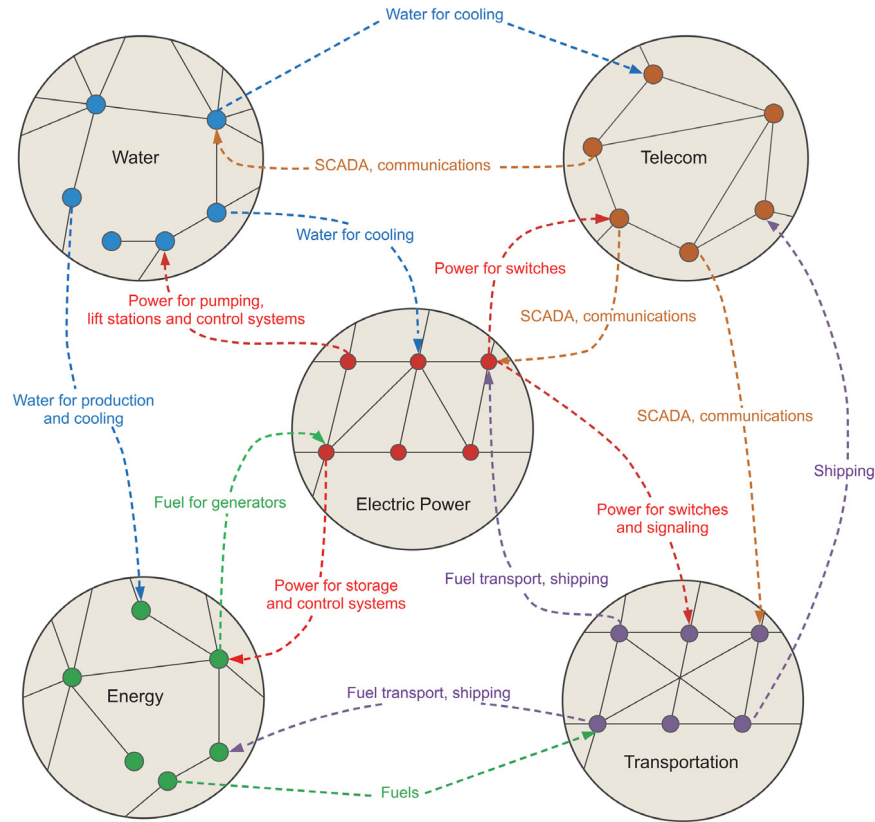 Water for cooling
Water
SCADA, communications
Telecom
Water for cooling
Power for switches
Power for pumping,
lift stations and control systems
SCADA, communications
Water for production
and cooling
SCADA, communications
Shipping
Fuel for generators
Electric Power
Power for switches
and signaling
Power for storage
and control systems
Fuel transport, shipping
Energy
Fuel transport, shipping
Transportation
Fuels